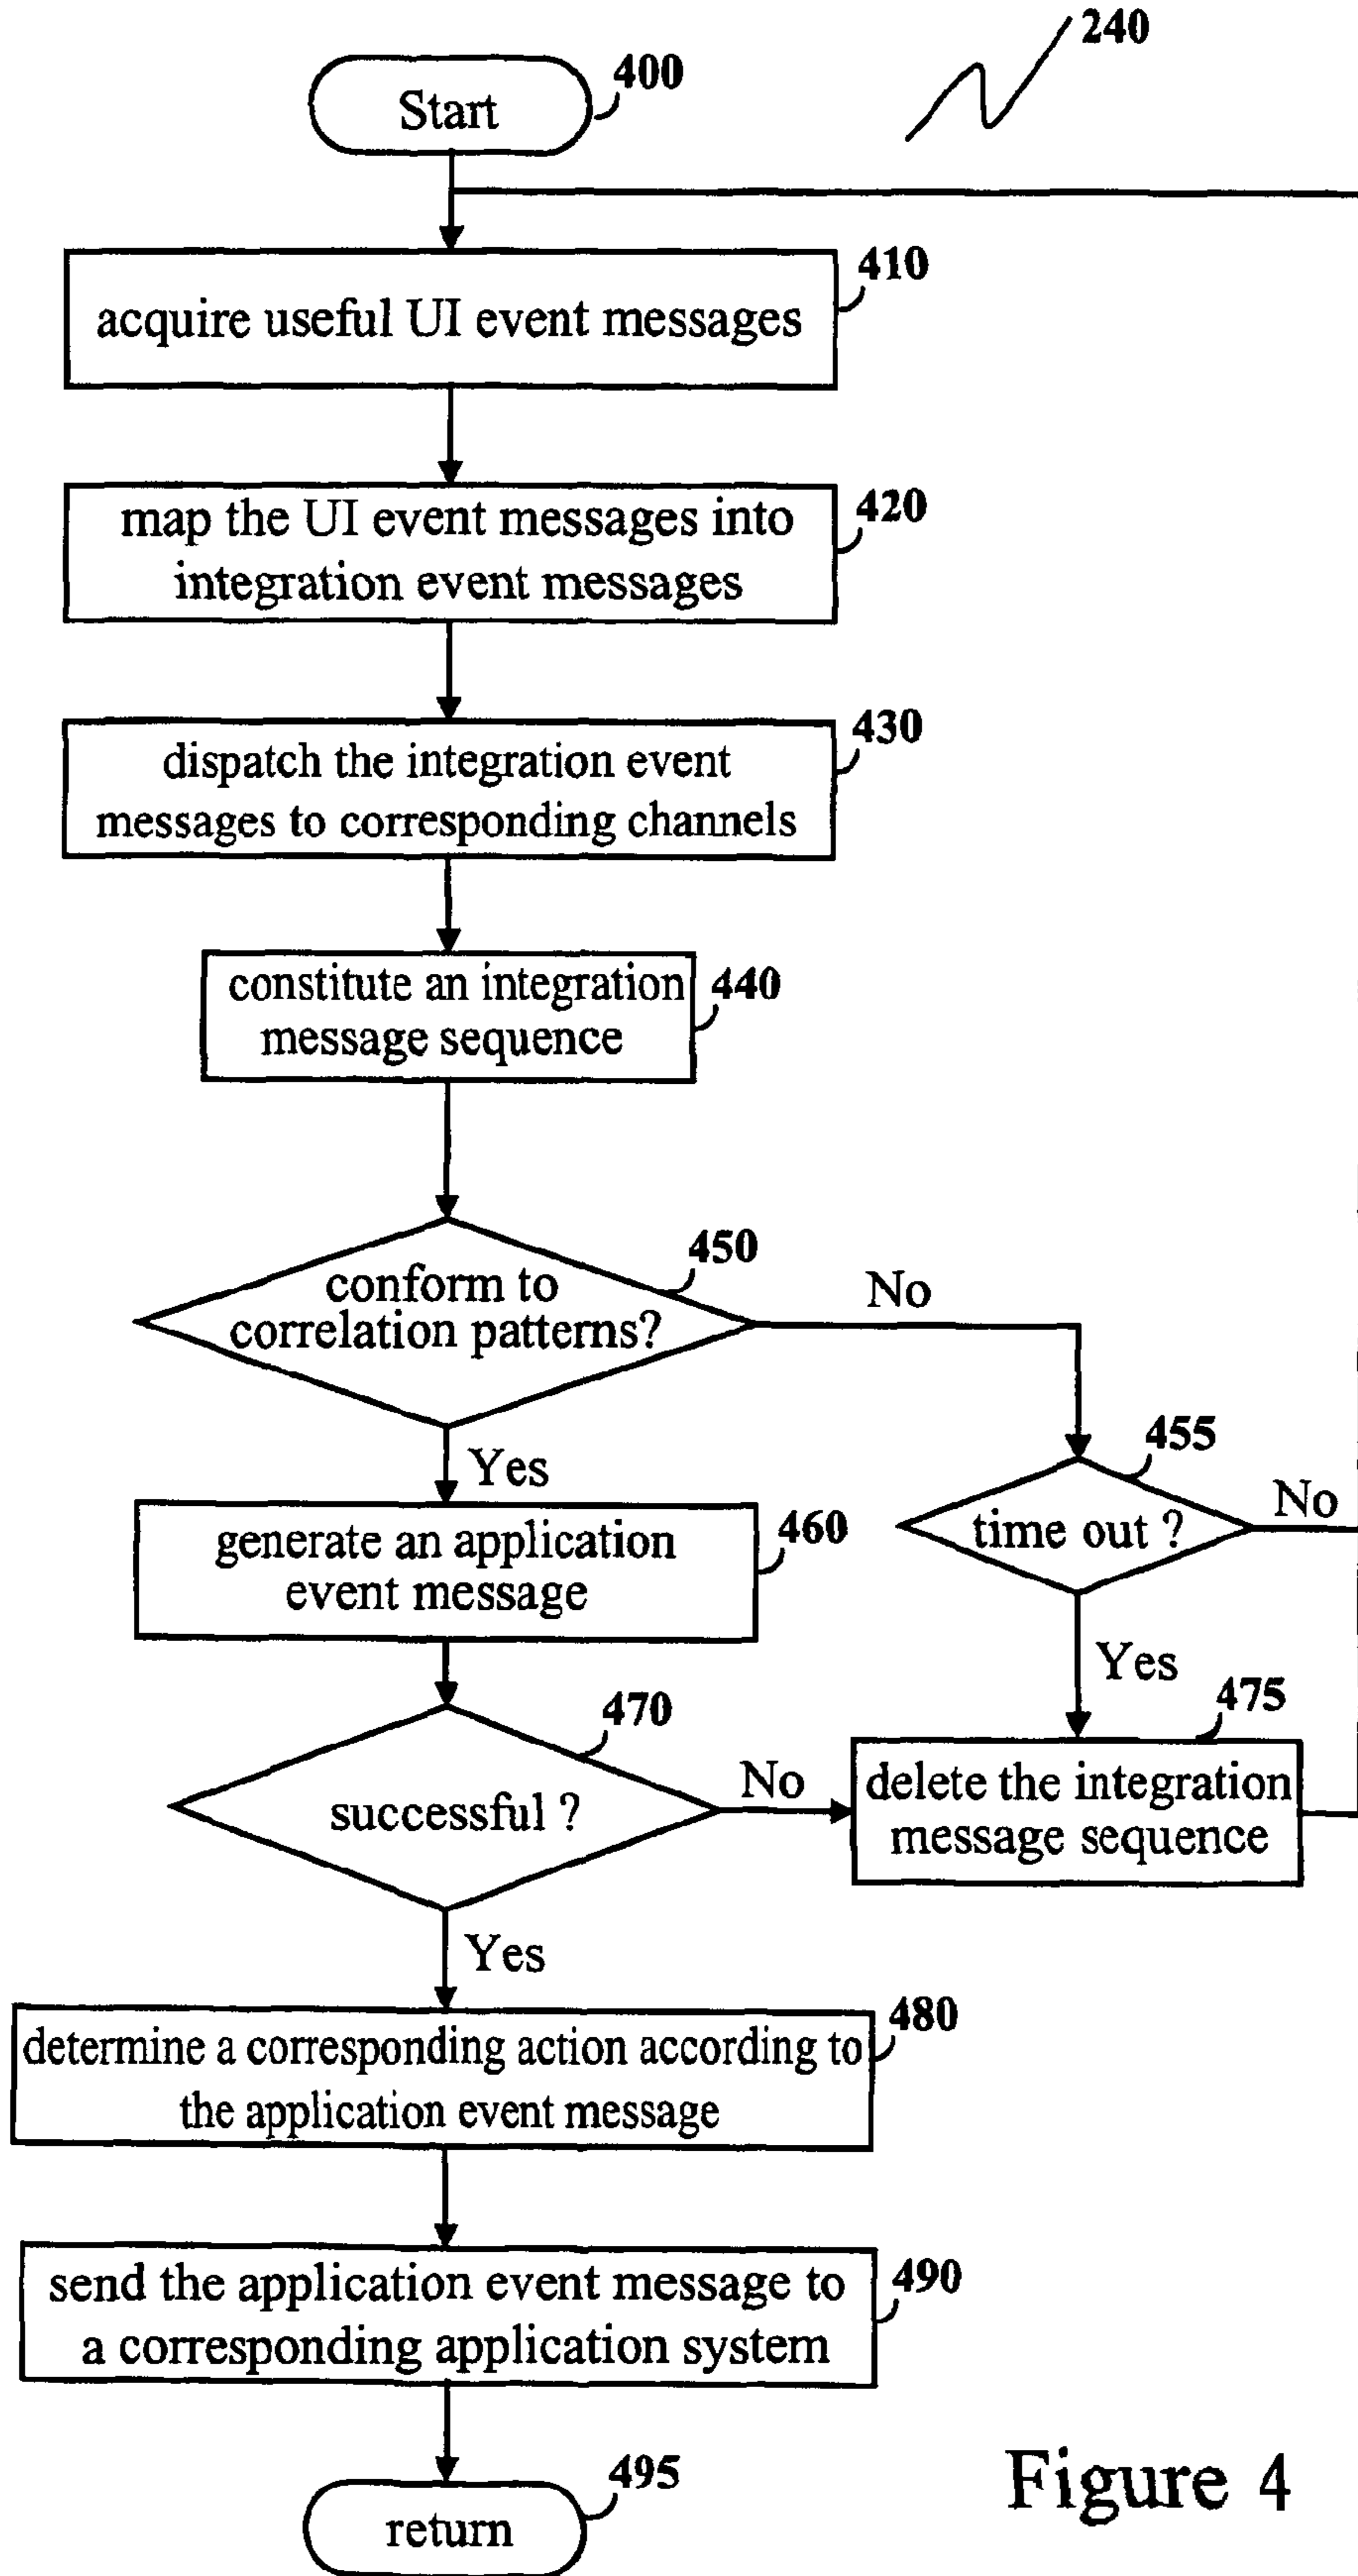 240
400
Start
410
acquire useful UI event messages
420
map the UI event messages into
integration event messages
430
dispatch the integration event
messages to corresponding channels
440
constitute an integration
message sequence
450
conform to
correlation patterns?
No
Yes
455
time out ?
No
Yes
460
generate an application
event message
470
successful ?
No
475
delete the integration
message sequence
Yes
480
determine a corresponding action according to
the application event message
490
send the application event message to
a corresponding application system
495
return
Figure 4